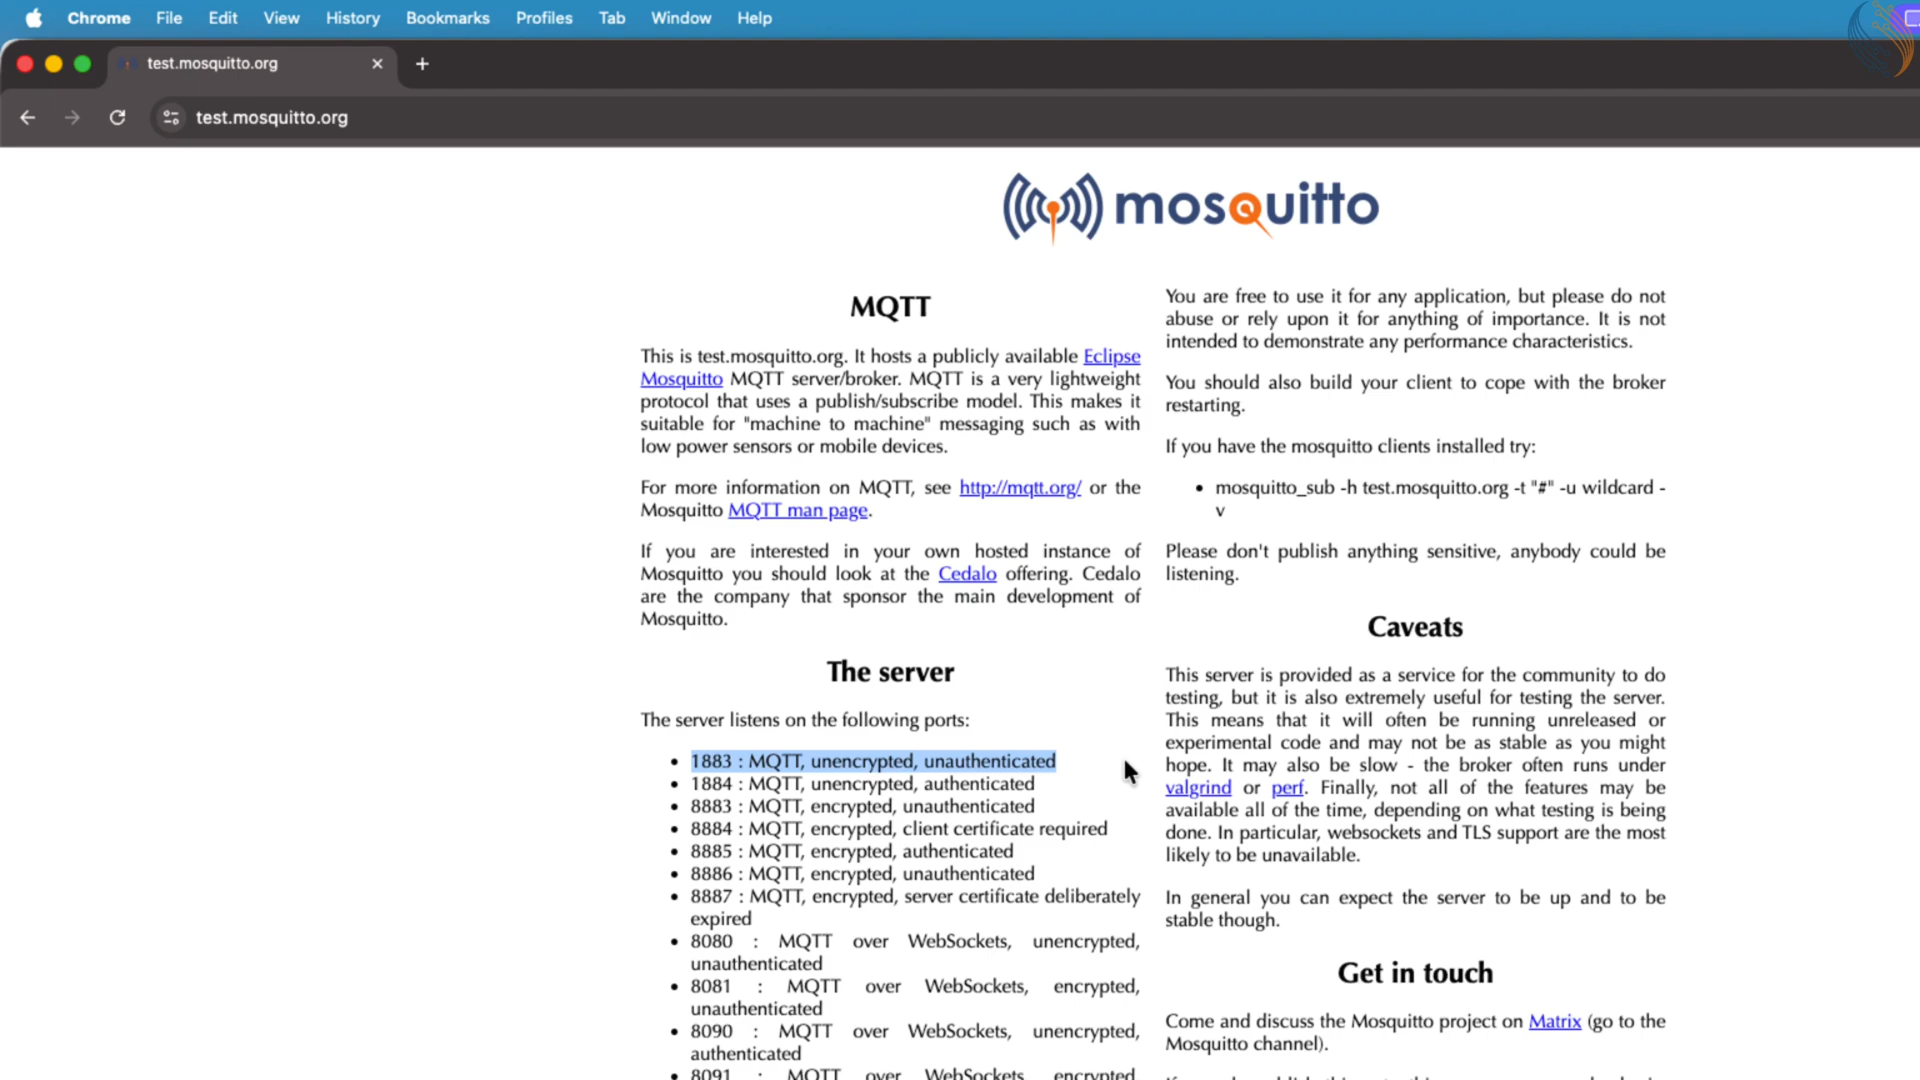 Chrome File Edit View History Bookmarks Profiles Tab Window Help
test.mosquitto.org
test.mosquitto.org
mosquitto
MQTT
This is test.mosquitto.org. It hosts a publicly available Eclipse
Mosquitto MQTT server/broker. MQTT is a very lightweight
protocol that uses a publish/subscribe model. This makes it
suitable for "machine to machine" messaging such as with
low power sensors or mobile devices.
For more information on MQTT, see http://mqtt.org/ or the
Mosquitto MQTT man page.
If you are interested in your own hosted instance of
Mosquitto you should look at the Cedalo offering. Cedalo
are the company that sponsor the main development of
Mosquitto.
The server
The server listens on the following ports:
• 1883 : MQTT, unencrypted, unauthenticated
• 1884 : MQTT, unencrypted, authenticated
• 8883 : MQTT, encrypted, unauthenticated
• 8884 : MQTT, encrypted, client certificate required
• 8885 : MQTT, encrypted, authenticated
• 8886 : MQTT, encrypted, unauthenticated
• 8887 : MQTT, encrypted, server certificate deliberately
expired
• 8080 : MQTT over WebSockets, unencrypted,
unauthenticated
• 8081 : MQTT over WebSockets, encrypted,
unauthenticated
• 8090 : MQTT over WebSockets, unencrypted,
authenticated
• 8091 : MQTT over WebSockets, encrypted,
You are free to use it for any application, but please do not
abuse or rely upon it for anything of importance. It is not
intended to demonstrate any performance characteristics.
You should also build your client to cope with the broker
restarting.
If you have the mosquitto clients installed try:
• mosquitto_sub -h test.mosquitto.org -t "#" -u wildcard -
v
Please don't publish anything sensitive, anybody could be
listening.
Caveats
This server is provided as a service for the community to do
testing, but it is also extremely useful for testing the server.
This means that it will often be running unreleased or
experimental code and may not be as stable as you might
hope. It may also be slow - the broker often runs under
valgrind or perf. Finally, not all of the features may be
available all of the time, depending on what testing is being
done. In particular, websockets and TLS support are the most
likely to be unavailable.
In general you can expect the server to be up and to be
stable though.
Get in touch
Come and discuss the Mosquitto project on Matrix (go to the
Mosquitto channel).